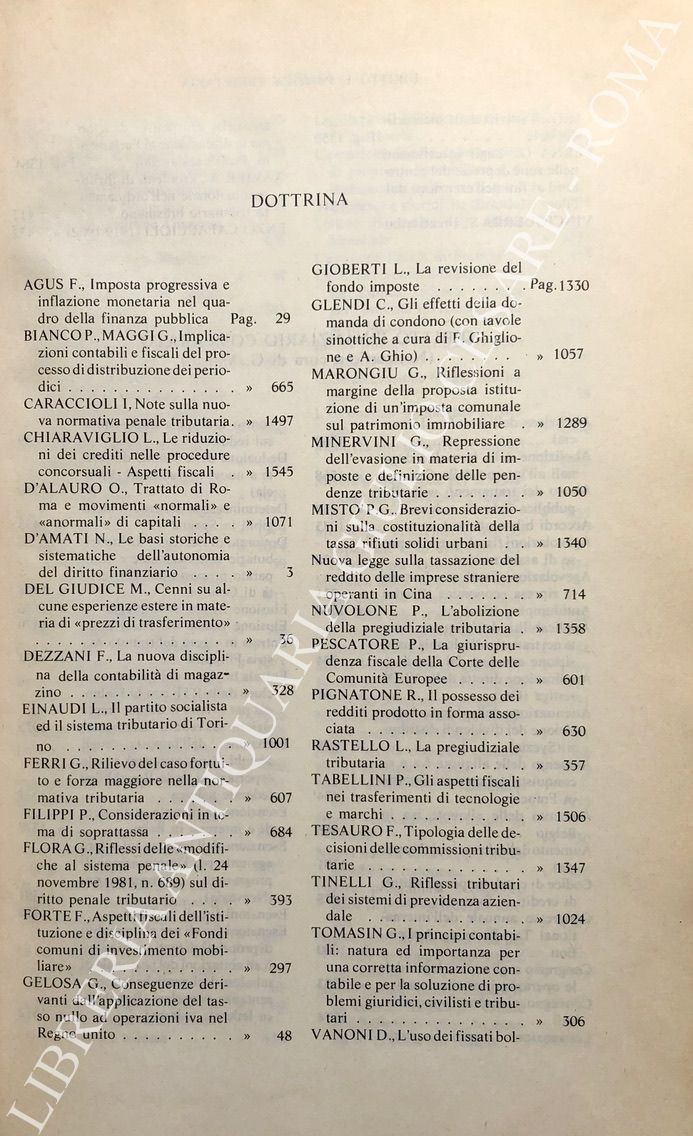 DOTTRINA
AGUS F., Imposta progressiva e
inflazione monetaria nel qua-
dro della finanza pubblica Pag. 29
BIANCO P., MAGGI G., Implica-
zioni contabili e fiscali del pro-
cesso di distribuzione dei perio-
dici . . . . . . . . . . . . . . . » 665
CARACCIOLI I, Note sulla nuo-
va normativa penale tributaria. » 1497
CHIARAVIGLIO L., Le riduzio-
ni dei crediti nelle procedure
concorsuali - Aspetti fiscali . » 1545
D'ALAURO O., Trattato di Ro-
ma e movimenti «normali» e
«anormali» di capitali . . . . » 1071
D'AMATI N., Le basi storiche e
sistematiche dell'autonomia
del diritto finanziario . . . . » 3
DEL GIUDICE M., Cenni su al-
cune esperienze estere in mate-
ria di «prezzi di trasferimento»
. . . . . . . . . . . . . . . . . . » 36
DEZZANI F., La nuova discipli-
na della contabilità di magaz-
zino . . . . . . . . . . . . . . . » 328
EINAUDI L., Il partito socialista
ed il sistema tributario di Tori-
no . . . . . . . . . . . . . . . » 1001
FERRI G., Rilievo del caso fortui-
to e forza maggiore nella nor-
mativa tributaria . . . . . . . » 607
FILIPPI P., Considerazioni in te-
ma di soprattassa . . . . . . . » 684
FLORA G., Riflessi delle «modifi-
che al sistema penale» (l. 24
novembre 1981, n. 689) sul di-
ritto penale tributario . . . . » 393
FORTE F., Aspetti fiscali dell'isti-
tuzione e disciplina dei «Fondi
comuni di investimento mobi-
liare» . . . . . . . . . . . . . » 297
GELOSA G., Conseguenze deri-
vanti dall'applicazione del tas-
so nullo ad operazioni iva nel
Regno unito . . . . . . . . . . » 48
GIOBERTI L., La revisione del
fondo imposte . . . . . . . . Pag. 1330
GLENDI C., Gli effetti della do-
manda di condono (con tavole
sinottiche a cura di F. Ghiglio-
ne e A. Ghio) . . . . . . . . » 1057
MARONGIU G., Riflessioni a
margine della proposta istitu-
zione di un'imposta comunale
sul patrimonio immobiliare . » 1289
MINERVINI G., Repressione
dell'evasione in materia di im-
poste e definizione delle pen-
denze tributarie . . . . . . . . » 1050
MISTO P.G., Brevi considerazio-
ni sulla costituzionalità della
tassa rifiuti solidi urbani . . » 1340
Nuova legge sulla tassazione del
reddito delle imprese straniere
operanti in Cina . . . . . . . » 714
NUVOLONE P., L'abolizione
della pregiudiziale tributaria . » 1358
PESCATORE P., La giurispru-
denza fiscale della Corte delle
Comunità Europee . . . . . . » 601
PIGNATONE R., Il possesso dei
redditi prodotto in forma asso-
ciata . . . . . . . . . . . . . . » 630
RASTELLO L., La pregiudiziale
tributaria . . . . . . . . . . . » 357
TABELLINI P., Gli aspetti fiscali
nei trasferimenti di tecnologie
e marchi . . . . . . . . . . . . » 1506
TESAURO F., Tipologia delle de-
cisioni delle commissioni tribu-
tarie . . . . . . . . . . . . . . » 1347
TINELLI G., Riflessi tributari
dei sistemi di previdenza azien-
dale . . . . . . . . . . . . . . » 1024
TOMASIN G., I principi contabi-
li: natura ed importanza per
una corretta informazione con-
tabile e per la soluzione di pro-
blemi giuridici, civilisti e tribu-
tari . . . . . . . . . . . . . . . » 306
VANONI D., L'uso dei fissati bol-
LIBRERIA ANTIQUARIA GIULIO CESARE - ROMA